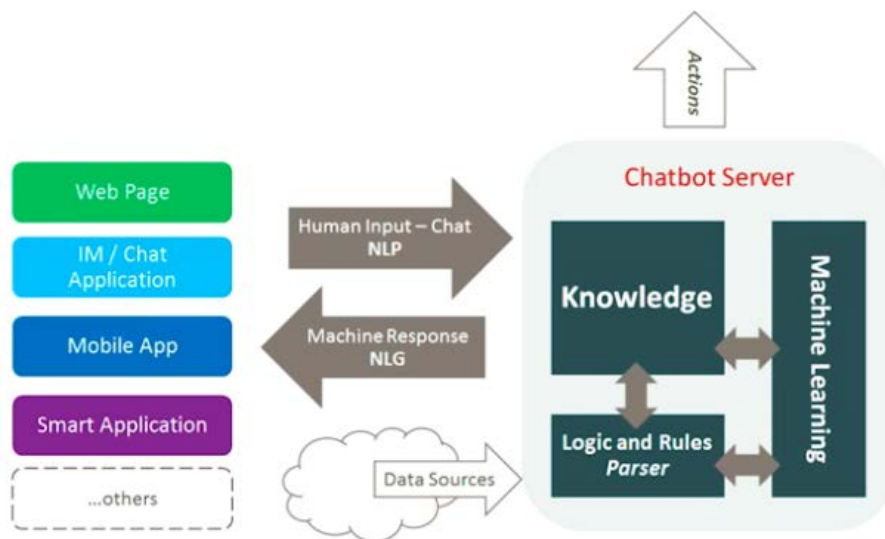 Actions
Web Page
IM / Chat
Application
Mobile App
Smart Application
...others
Human Input – Chat
NLP
Machine Response
NLG
Data Sources
Chatbot Server
Knowledge
Logic and Rules
Parser
Machine Learning